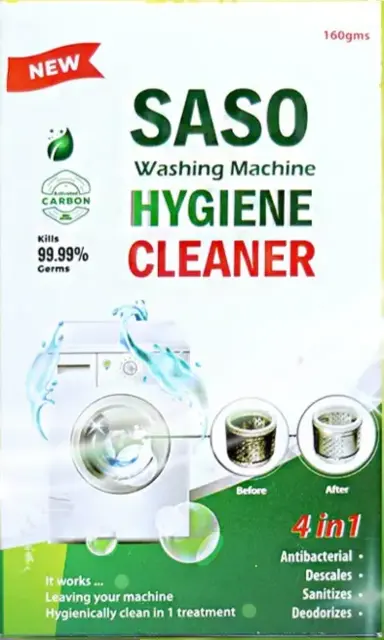 160gms
NEW
SASO
Washing Machine
HYGIENE
CLEANER
Activated
CARBON
Kills
99.99%
Germs
Before
After
4 in 1
Antibacterial •
Descales •
Sanitizes •
Deodorizes •
It works ...
Leaving your machine
Hygienically clean in 1 treatment